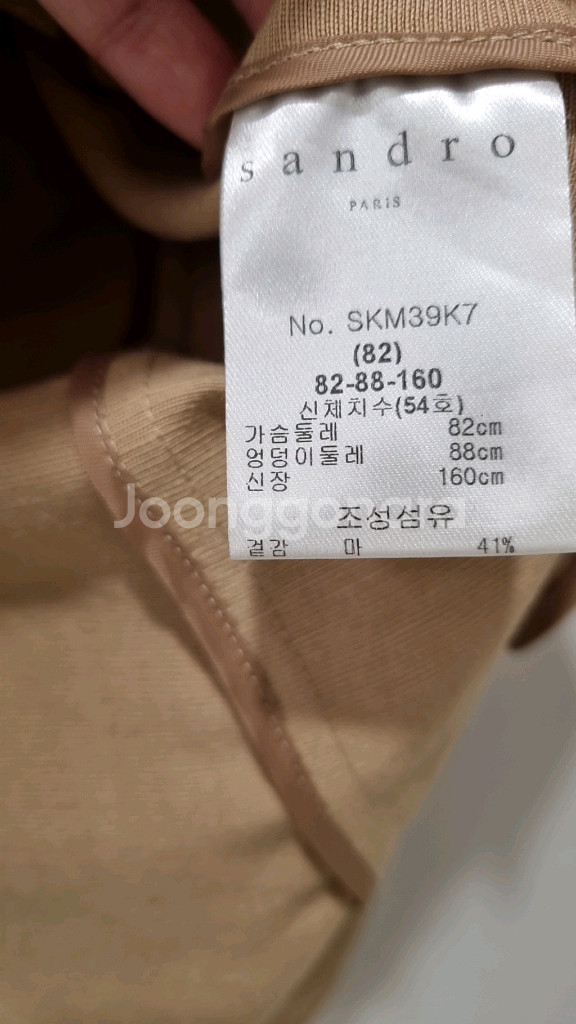 sandro
PARIS
No. SKM39K7
(82)
82-88-160
신체치수(54호)
가슴둘레 82cm
엉덩이둘레 88cm
신장 160cm
Joonggonara
조성섬유
겉감 마 41%